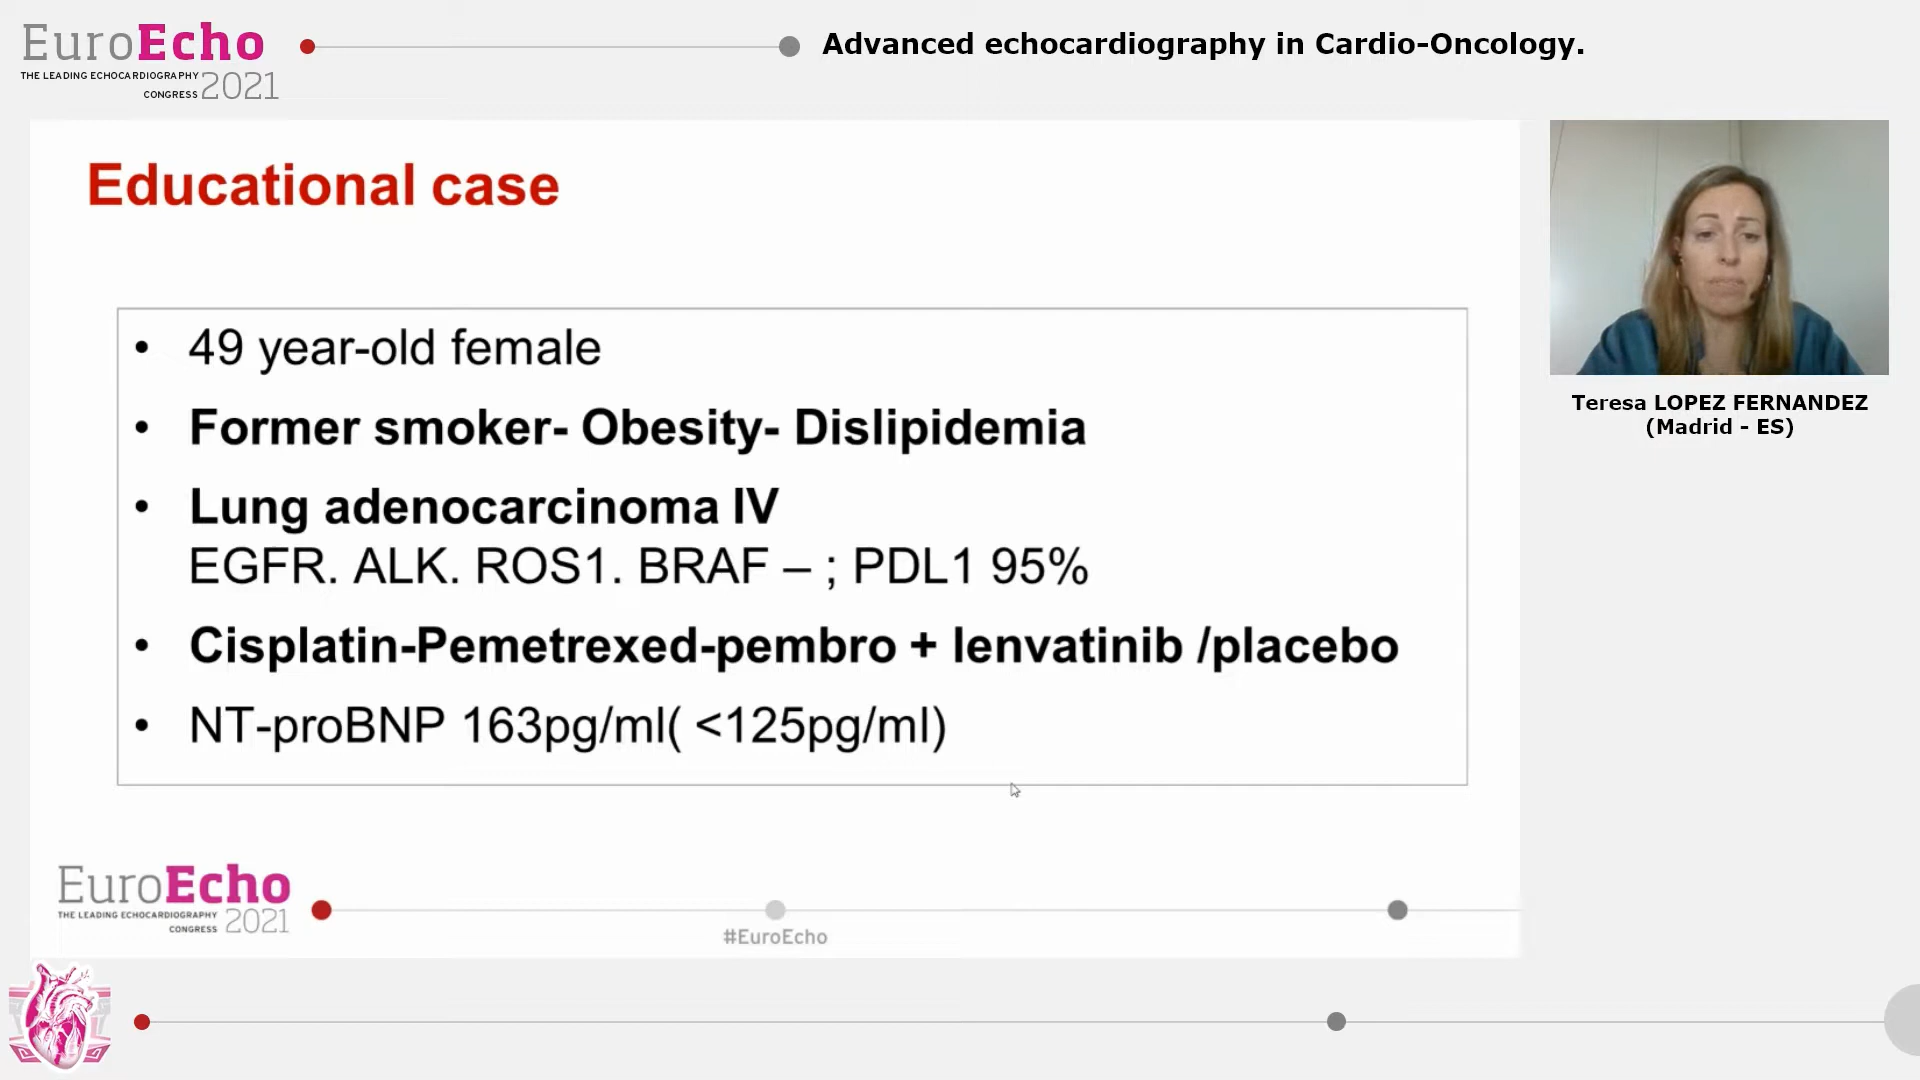 EuroEcho
THE LEADING ECHOCARDIOGRAPHY
CONGRESS 2021
Advanced echocardiography in Cardio-Oncology.
Educational case
• 49 year-old female
• Former smoker- Obesity- Dislipidemia
• Lung adenocarcinoma IV
EGFR. ALK. ROS1. BRAF – ; PDL1 95%
• Cisplatin-Pemetrexed-pembro + lenvatinib /placebo
• NT-proBNP 163pg/ml( <125pg/ml)
Teresa LOPEZ FERNANDEZ
(Madrid - ES)
EuroEcho
THE LEADING ECHOCARDIOGRAPHY
CONGRESS 2021
#EuroEcho